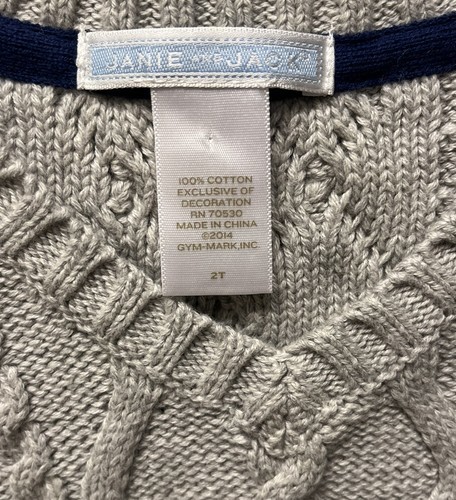 JANIE AND JACK
100% COTTON
EXCLUSIVE OF
DECORATION
RN 70530
MADE IN CHINA
©2014
GYM-MARK,INC.
2T